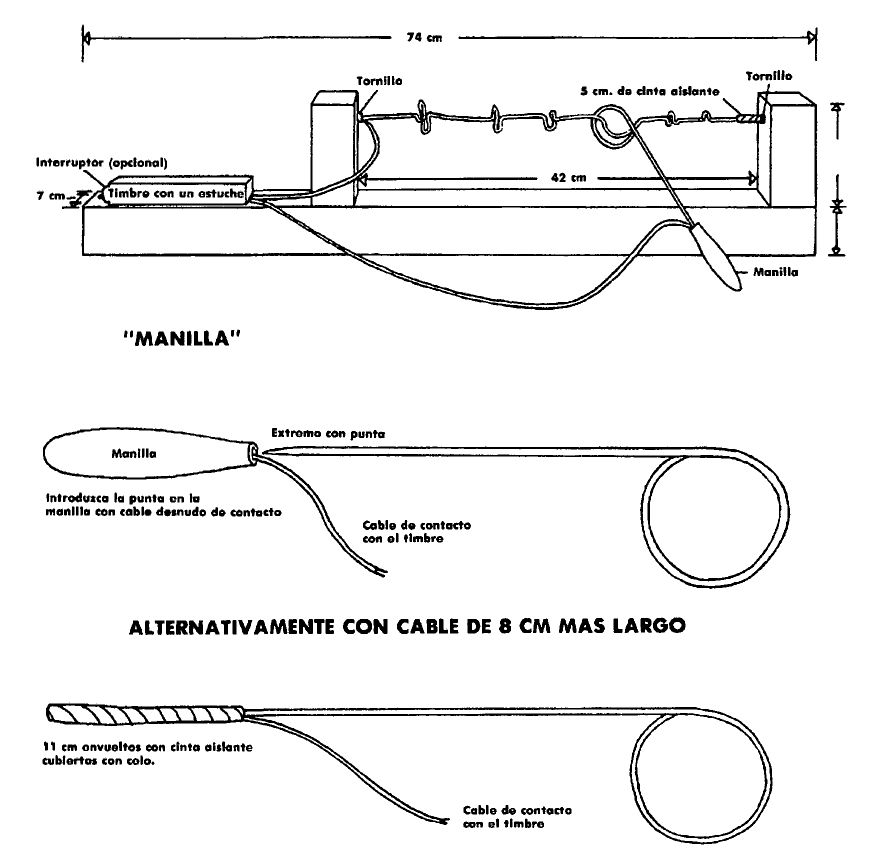 74 cm
Tornillo
Tornillo
5 cm. de cinta aislante
Interruptor (opcional)
7 cm
Timbre con un estuche
42 cm
Manilla
"MANILLA"
Extremo con punta
Manilla
Introduzca la punta en la
manilla con cable desnudo de contacto
Cable de contacto
con el timbre
ALTERNATIVAMENTE CON CABLE DE 8 CM MAS LARGO
11 cm envueltos con cinta aislante
cubiertas con colo.
Cable de contacto
con el timbre